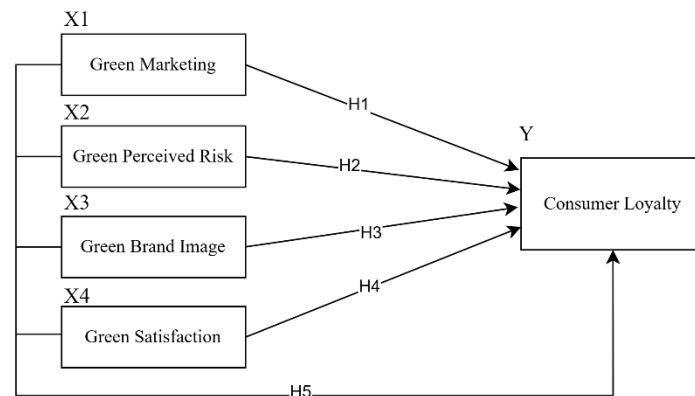 X1
Green Marketing
H1
X2
Green Perceived Risk
H2
Y
Consumer Loyalty
X3
Green Brand Image
H3
X4
Green Satisfaction
H4
H5